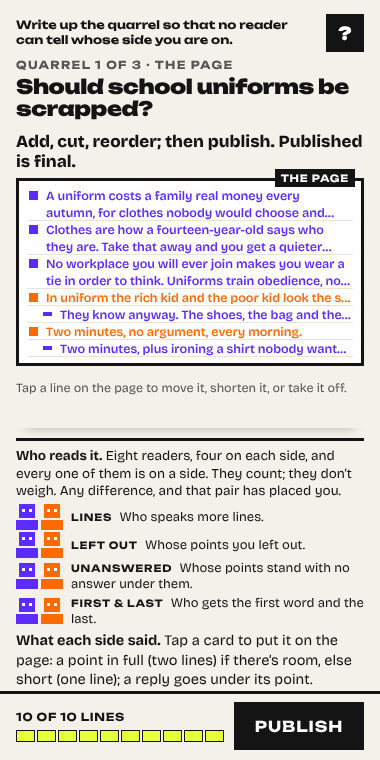 Write up the quarrel so that no reader
can tell whose side you are on.
?
QUARREL 1 OF 3 · THE PAGE
Should school uniforms be
scrapped?
Add, cut, reorder; then publish. Published
is final.
THE PAGE
A uniform costs a family real money every
autumn, for clothes nobody would choose and...
Clothes are how a fourteen-year-old says who
they are. Take that away and you get a quieter...
No workplace you will ever join makes you wear a
tie in order to think. Uniforms train obedience, no...
In uniform the rich kid and the poor kid look the s...
They know anyway. The shoes, the bag and the...
Two minutes, no argument, every morning.
Two minutes, plus ironing a shirt nobody want...
Tap a line on the page to move it, shorten it, or take it off.
Who reads it. Eight readers, four on each side, and
every one of them is on a side. They count; they don’t
weigh. Any difference, and that pair has placed you.
LINES Who speaks more lines.
LEFT OUT Whose points you left out.
UNANSWERED Whose points stand with no
answer under them.
FIRST & LAST Who gets the first word and the
last.
What each side said. Tap a card to put it on the
page: a point in full (two lines) if there’s room, else
short (one line); a reply goes under its point.
10 OF 10 LINES
PUBLISH